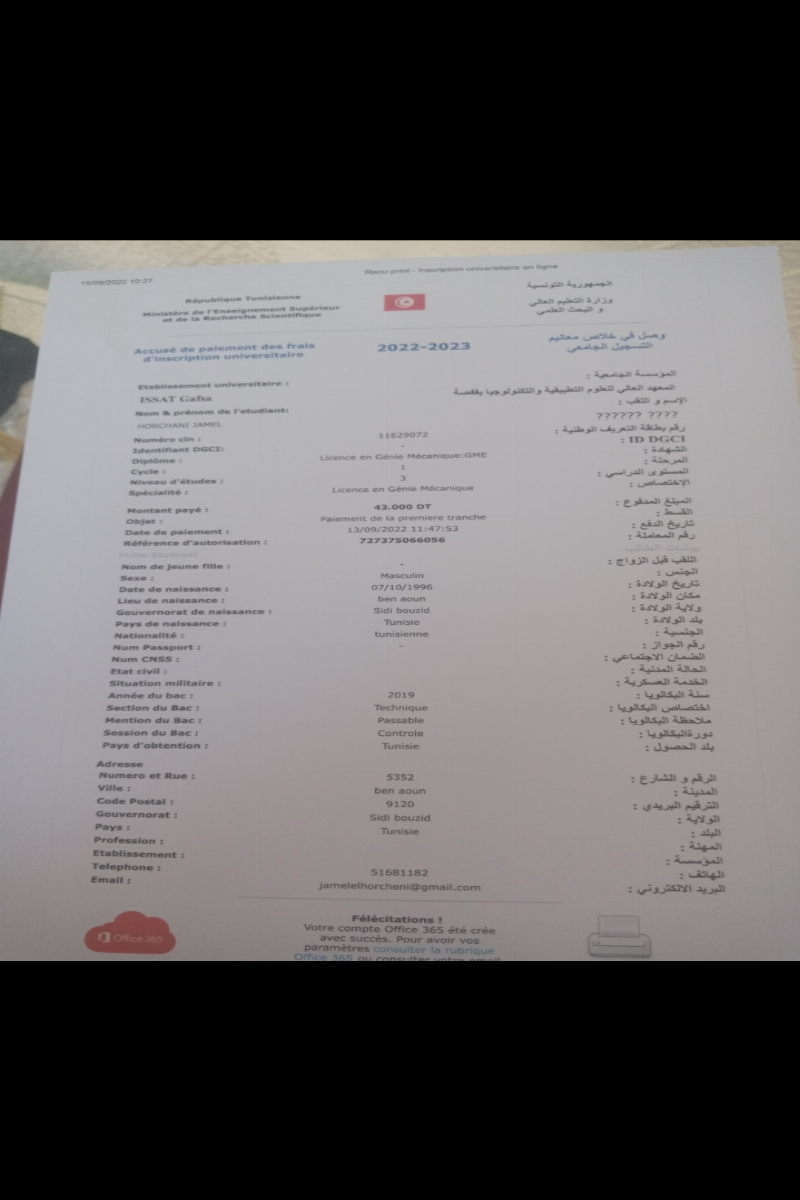 15/09/2022 10:27
Recu print - Inscription universitaire en ligne
République Tunisienne
Ministère de l'Enseignement Supérieur
et de la Recherche Scientifique
الجمهورية التونسية
وزارة التعليم العالي
و البحث العلمي
Accusé de paiement des frais
d'inscription universitaire
2022-2023
وصل في خلاص معاليم
التسجيل الجامعي
Etablissement universitaire : المؤسسة الجامعية :
ISSAT Gafsa المعهد العالي للعلوم التطبيقية والتكنولوجيا بقفصة
Nom & prénom de l'etudiant: الإسم و اللقب :
HORCHANI JAMEL ?????? ????
Numéro cin : 11629072 رقم بطاقة التعريف الوطنية :
Identifiant DGCI: - ID DGCI :
Diplôme : Licence en Génie Mécanique:GME الشهادة :
Cycle : 1 المرحلة :
Niveau d'études : 3 المستوى الدراسي :
Spécialité : Licence en Génie Mécanique الإختصاص :
Montant payé : 43.000 DT المبلغ المدفوع :
Objet : Paiement de la premiere tranche القسط :
Date de paiement : 13/09/2022 11:47:53 تاريخ الدفع :
Référence d'autorisation : 727375066056 رقم المعاملة :
Fiche Etudiant بيانات الطالب
Nom de jeune fille : - اللقب قبل الزواج :
Sexe : Masculin الجنس :
Date de naissance : 07/10/1996 تاريخ الولادة :
Lieu de naissance : ben aoun مكان الولادة :
Gouvernorat de naissance : Sidi bouzid ولاية الولادة :
Pays de naissance : Tunisie بلد الولادة :
Nationalité : tunisienne الجنسية :
Num Passport : - رقم الجواز :
Num CNSS : الضمان الاجتماعي :
Etat civil : الحالة المدنية :
Situation militaire : الخدمة العسكرية :
Année du bac : 2019 سنة البكالويا :
Section du Bac : Technique اختصاص البكالويا :
Mention du Bac : Passable ملاحظة البكالويا :
Session du Bac : Controle دورةالبكالويا :
Pays d'obtention : Tunisie بلد الحصول :
Adresse
Numero et Rue : 5352 الرقم و الشارع :
Ville : ben aoun المدينة :
Code Postal : 9120 الترقيم البريدي :
Gouvernorat : Sidi bouzid الولاية :
Pays : Tunisie البلد :
Profession : المهنة :
Etablissement : المؤسسة :
Telephone : 51681182 الهاتف :
Email : jamelelhorcheni@gmail.com البريد الالكتروني :
Office 365
Félécitations !
Votre compte Office 365 été crée
avec succès. Pour avoir vos
paramètres consulter la rubrique
Office 365 ou consulter votre email